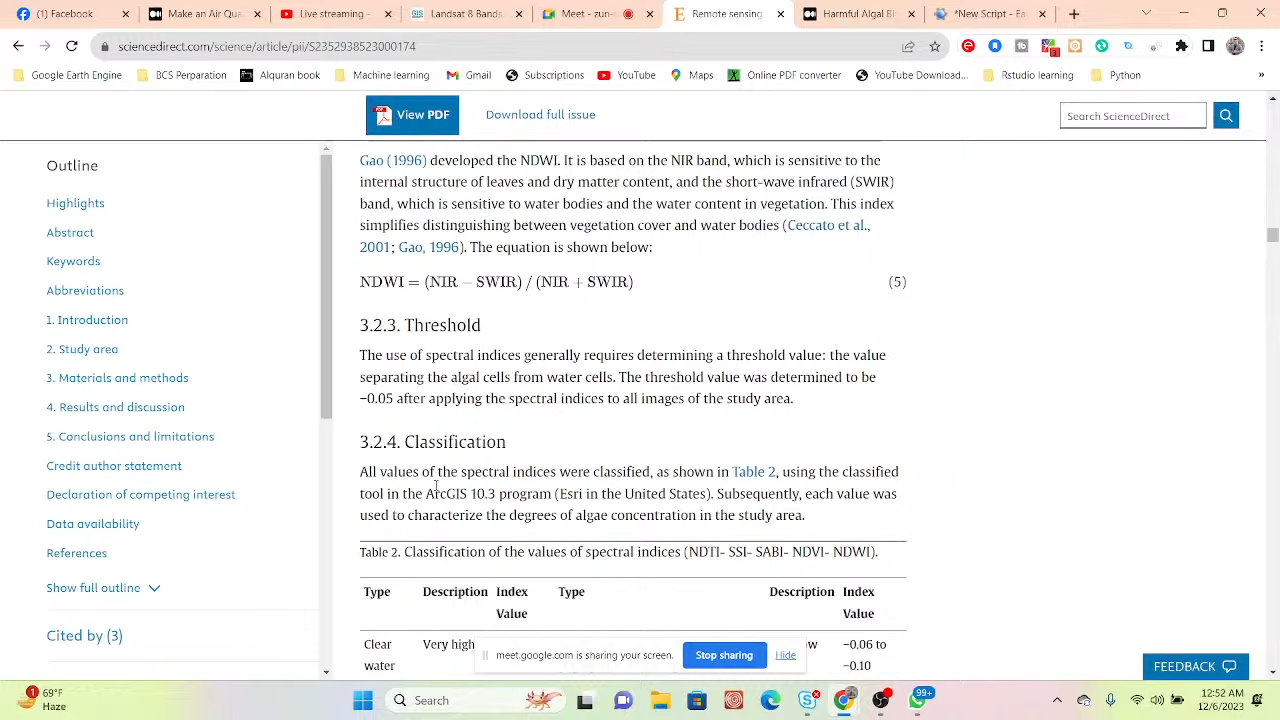 Facebook (1)
Make an Air Qua
Live streaming -
Landsat 8 Bands
Meet - zun-
Remote sensing
Harmful Algal Bl
*New Script - Ea
sciencedirect.com/science/article/pii/S235293
20000074
Google Earth Engine
BCS Perparation
Alquran book
Machine learning
Gmail
Subscriptions
YouTube
Maps
Online PDF converter
YouTube Download...
Rstudio learning
Python
»
View PDF
Download full issue
Search ScienceDirect
Outline
Highlights
Abstract
Keywords
Abbreviations
1. Introduction
2. Study area
3. Materials and methods
4. Results and discussion
5. Conclusions and limitations
Credit author statement
Declaration of competing interest
Data availability
References
Show full outline
Cited by (3)
Gao (1996) developed the NDWI. It is based on the NIR band, which is sensitive to the
internal structure of leaves and dry matter content, and the short-wave infrared (SWIR)
band, which is sensitive to water bodies and the water content in vegetation. This index
simplifies distinguishing between vegetation cover and water bodies (Ceccato et al.,
2001; Gao, 1996). The equation is shown below:
NDWI = (NIR − SWIR) / (NIR + SWIR) (5)
3.2.3. Threshold
The use of spectral indices generally requires determining a threshold value: the value
separating the algal cells from water cells. The threshold value was determined to be
−0.05 after applying the spectral indices to all images of the study area.
3.2.4. Classification
All values of the spectral indices were classified, as shown in Table 2, using the classified
tool in the ArcGIS 10.3 program (Esri in the United States). Subsequently, each value was
used to characterize the degrees of algae concentration in the study area.
Table 2. Classification of the values of spectral indices (NDTI- SSI- SABI- NDVI- NDWI).
Type Description Index Type Description Index
Value Value
Clear Very high −0.06 to
water −0.10
meet.google.com is sharing your screen.
Stop sharing
Hide
FEEDBACK
1
69°F
Haze
Search
99+
12:52 AM
12/6/2023